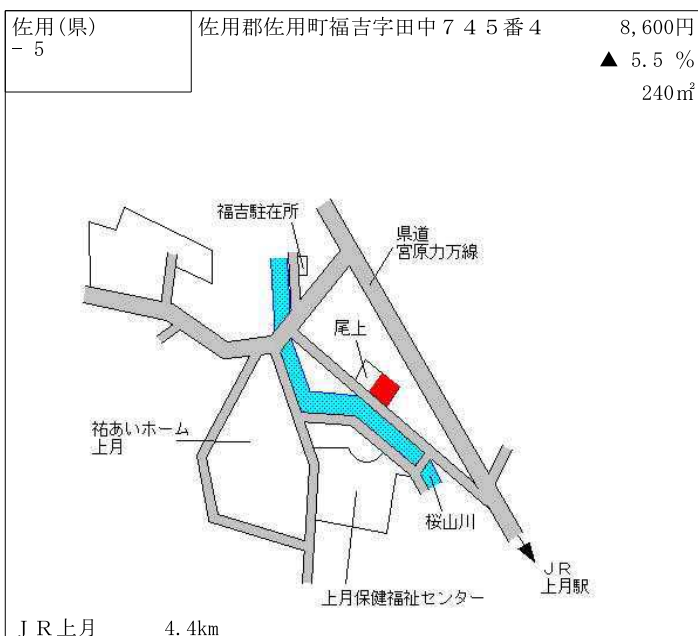 佐用(県)
- 5
佐用郡佐用町福吉字田中７４５番４
8,600円
▲ 5.5 %
240㎡
福吉駐在所
県道
宮原力万線
尾上
祐あいホーム
上月
桜山川
ＪＲ
上月駅
上月保健福祉センター
ＪＲ上月 4.4km